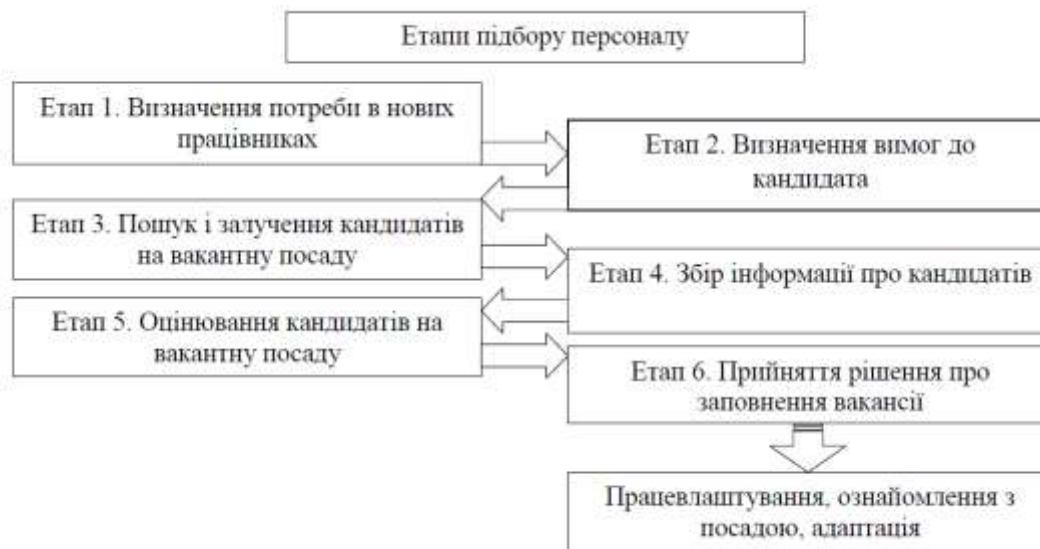 Етапи підбору персоналу
Етап 1. Визначення потреби в нових
працівниках
Етап 2. Визначення вимог до
кандидата
Етап 3. Пошук і залучення кандидатів
на вакантну посаду
Етап 4. Збір інформації про кандидатів
Етап 5. Оцінювання кандидатів на
вакантну посаду
Етап 6. Прийняття рішення про
заповнення вакансії
Працевлаштування, ознайомлення з
посадою, адаптація